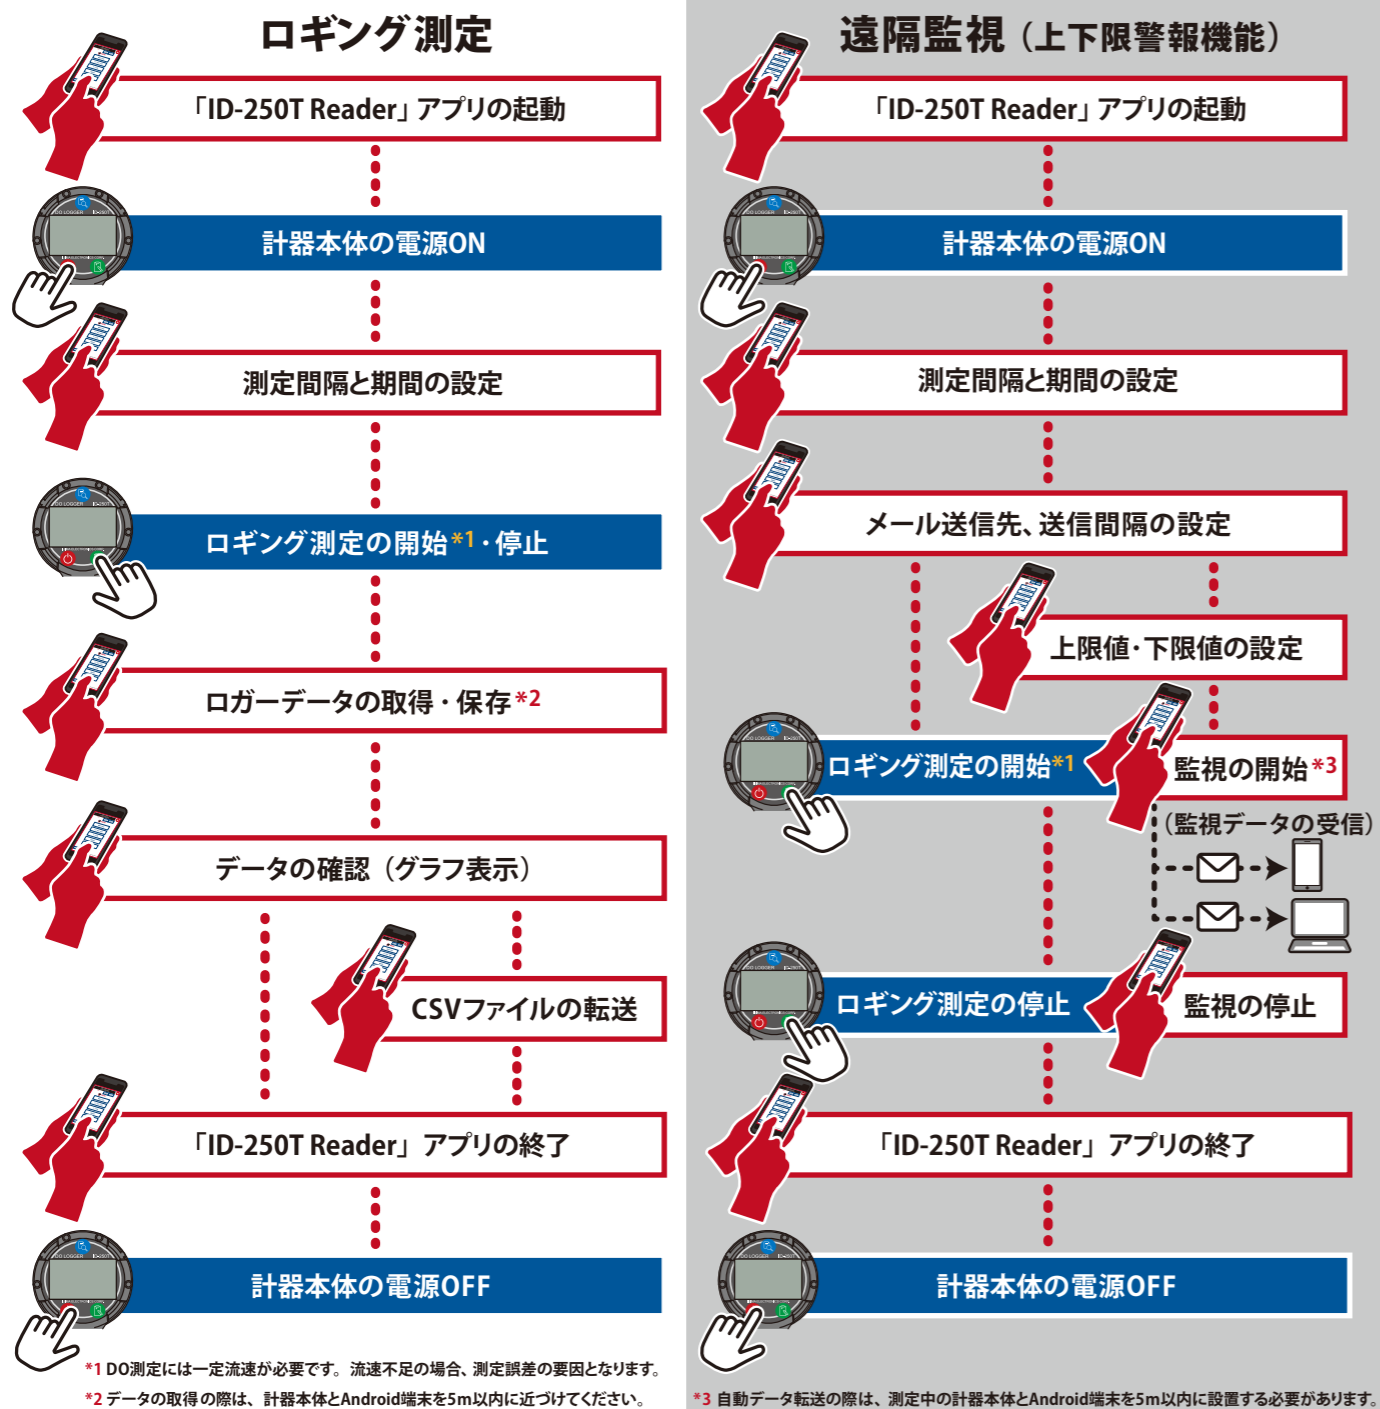 ロギング測定
「ID-250T Reader」アプリの起動
計器本体の電源ON
測定間隔と期間の設定
ロギング測定の開始*1・停止
ロガーデータの取得・保存*2
データの確認（グラフ表示）
CSVファイルの転送
「ID-250T Reader」アプリの終了
計器本体の電源OFF
*1 DO測定には一定流速が必要です。流速不足の場合、測定誤差の要因となります。
*2 データの取得の際は、計器本体とAndroid端末を5m以内に近づけてください。
遠隔監視（上下限警報機能）
「ID-250T Reader」アプリの起動
計器本体の電源ON
測定間隔と期間の設定
メール送信先、送信間隔の設定
上限値・下限値の設定
ロギング測定の開始*1
監視の開始*3
（監視データの受信）
ロギング測定の停止
監視の停止
「ID-250T Reader」アプリの終了
計器本体の電源OFF
*3 自動データ転送の際は、測定中の計器本体とAndroid端末を5m以内に設置する必要があります。